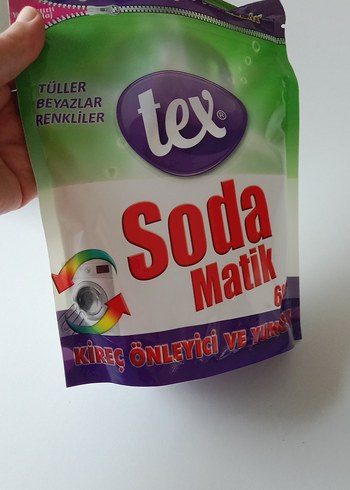 TÜLLER
BEYAZLAR
RENKLİLER
tex®
Soda
Matik
KİREÇ ÖNLEYİCİ VE